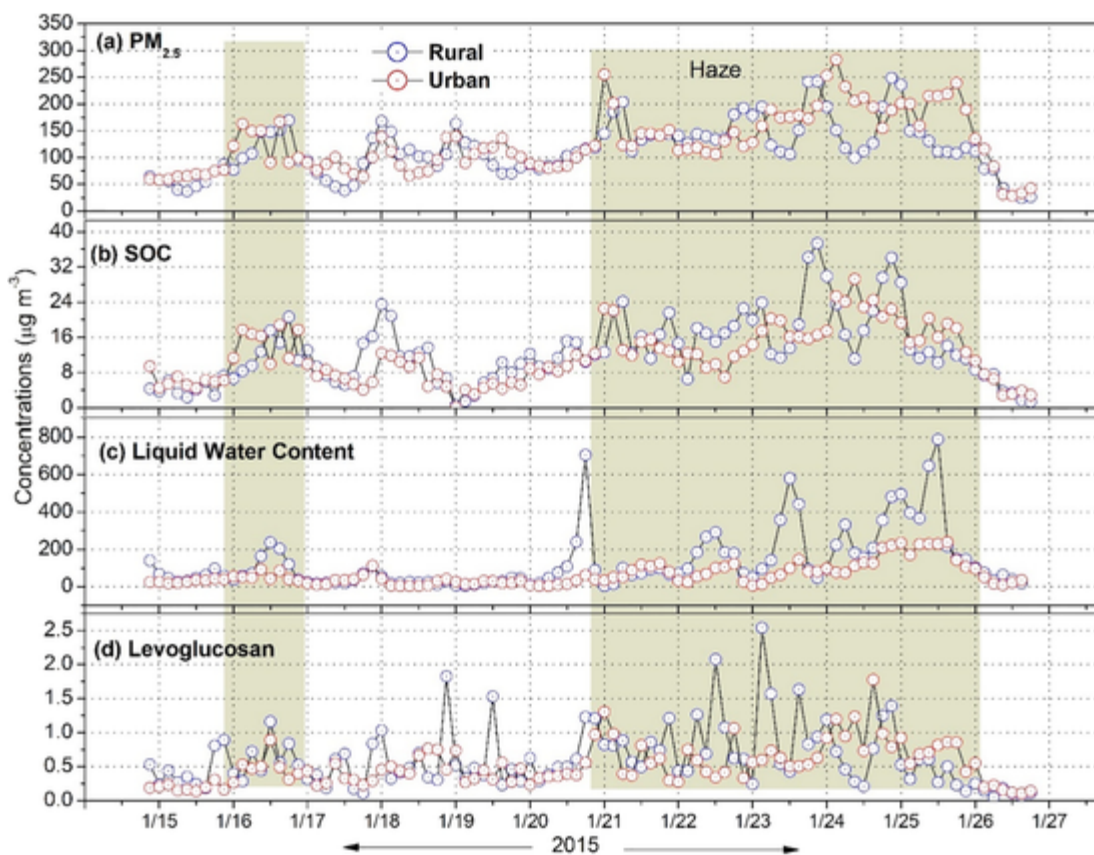 (a) PM2.5
Rural
Urban
Haze
350
300
250
200
150
100
50
0
(b) SOC
40
32
24
16
8
0
Concentrations (μg m-3)
(c) Liquid Water Content
800
600
400
200
0
(d) Levoglucosan
2.5
2.0
1.5
1.0
0.5
0.0
1/15 1/16 1/17 1/18 1/19 1/20 1/21 1/22 1/23 1/24 1/25 1/26 1/27
2015